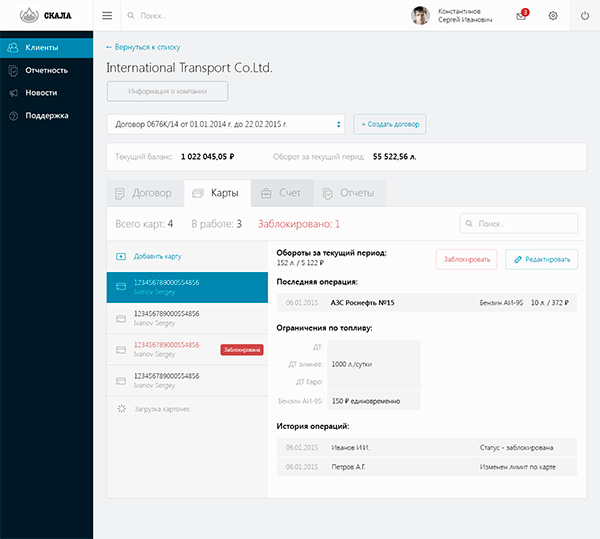 СКАЛА
Поиск..
Константинов
Сергей Иванович
3
Клиенты
Отчетность
Новости
Поддержка
← Вернуться к списку
International Transport Co.Ltd.
Информация о компании
Договор 0676К/14 от 01.01.2014 г. до 22.02.2015 г.
+ Создать договор
Текущий баланс: 1 022 045,05 ₽ Оборот за текущий период: 55 522,56 л.
Договор Карты Счет Отчеты
Всего карт: 4 В работе: 3 Заблокировано: 1 Поиск..
Добавить карту
123456789000554856
Ivanov Sergey
123456789000554856
Ivanov Sergey
123456789000554856
Ivanov Sergey
Заблокирована
123456789000554856
Ivanov Sergey
Загрузка карточек
Обороты за текущий период:
152 л. / 5 122 ₽
Заблокировать
Редактировать
Последняя операция:
06.01.2015 АЗС Роснефть №15 Бензин АИ-95 10 л. / 372 ₽
Ограничения по топливу:
ДТ:
ДТ зимнее: 1000 л./сутки
ДТ Евро:
Бензин АИ-95: 150 ₽ единовременно
История операций:
06.01.2015 Иванов И.И. Статус - заблокирована
06.01.2015 Петров А.Г. Изменен лимит по карте